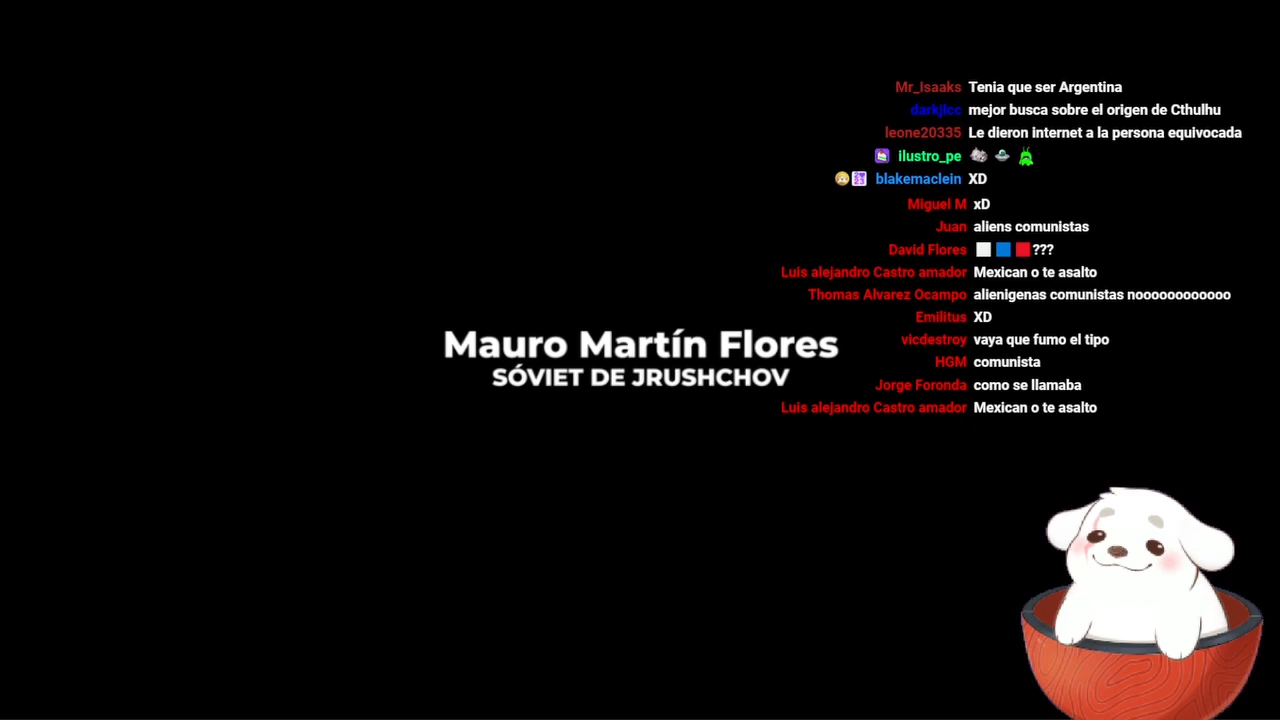 Mr_Isaaks Tenia que ser Argentina
darkjlcc mejor busca sobre el origen de Cthulhu
leone20335 Le dieron internet a la persona equivocada
ilustro_pe
blakemaclein XD
Miguel M xD
Juan aliens comunistas
David Flores ???
Luis alejandro Castro amador Mexican o te asalto
Thomas Alvarez Ocampo alienigenas comunistas noooooooooooo
Emilitus XD
vicdestroy vaya que fumo el tipo
HGM comunista
Jorge Foronda como se llamaba
Luis alejandro Castro amador Mexican o te asalto
Mauro Martín Flores
SÓVIET DE JRUSHCHOV